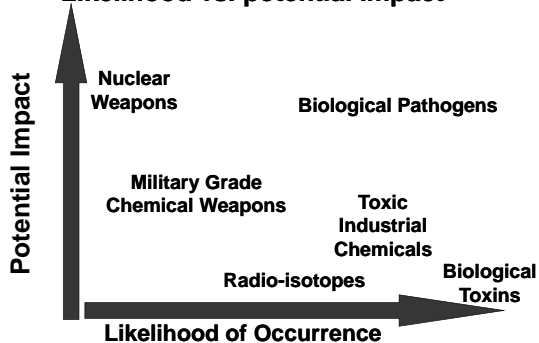 Likelihood vs. potential impact
Nuclear
Weapons
Biological Pathogens
Potential Impact
Military Grade
Chemical Weapons
Toxic
Industrial
Chemicals
Radio-isotopes
Biological
Toxins
Likelihood of Occurrence